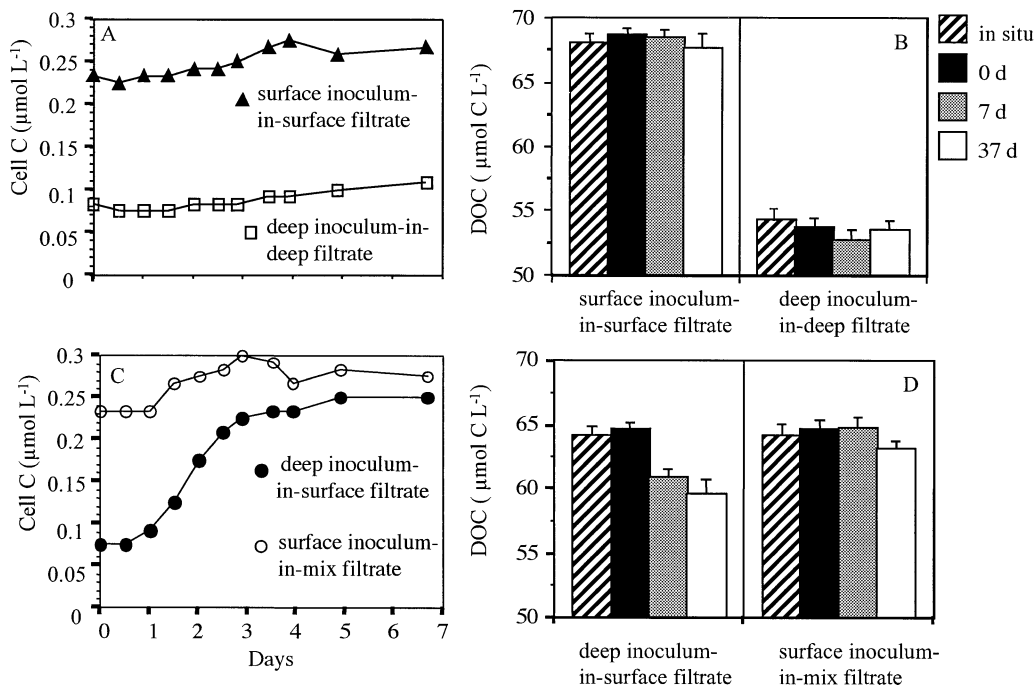 A
Cell C (μmol L-1)
0.3
0.25
0.2
0.15
0.1
0.05
0
surface inoculum-
in-surface filtrate
deep inoculum-in-
deep filtrate
B
DOC ( μmol C L-1)
70
65
60
55
50
surface inoculum-
in-surface filtrate
deep inoculum-
in-deep filtrate
in situ
0 d
7 d
37 d
C
Cell C (μmol L-1)
0.3
0.25
0.2
0.15
0.1
0.05
0
deep inoculum-
in-surface filtrate
surface inoculum-
in-mix filtrate
0 1 2 3 4 5 6 7
Days
D
DOC ( μmol C L-1)
70
65
60
55
50
deep inoculum-
in-surface filtrate
surface inoculum-
in-mix filtrate